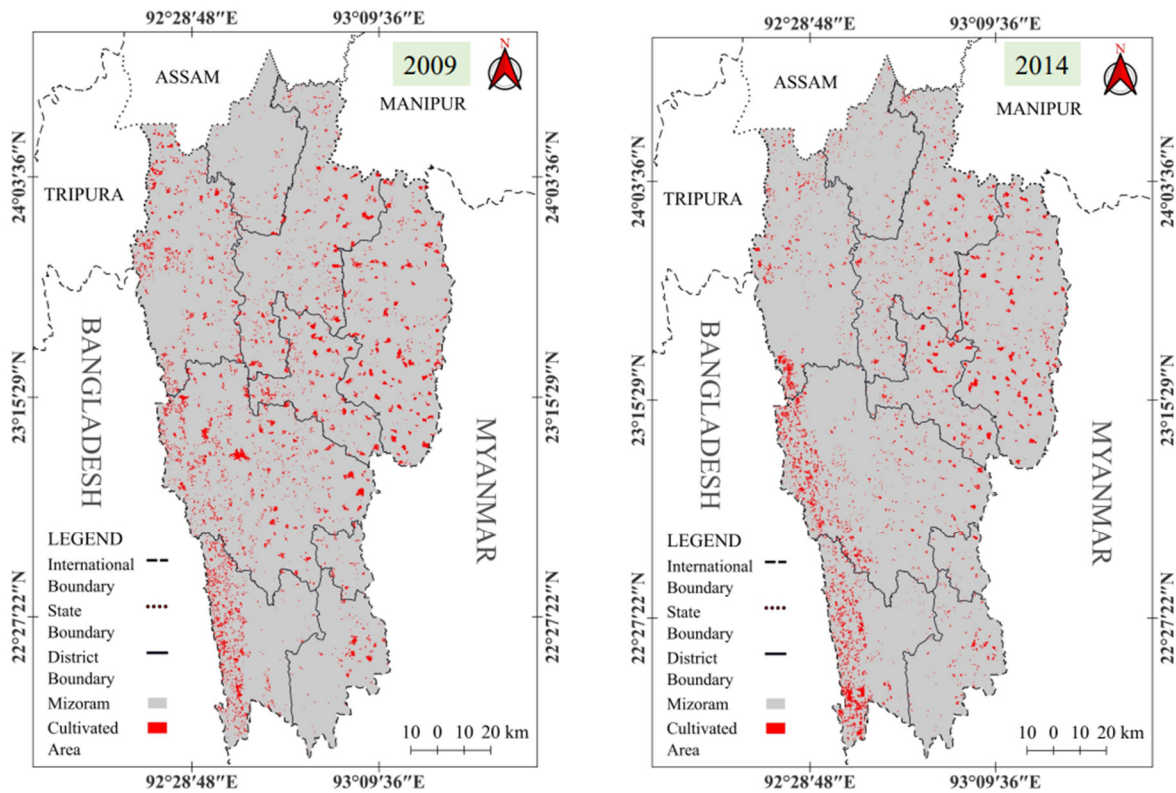 92°28′48″E 93°09′36″E
2009
N
ASSAM
MANIPUR
TRIPURA
24°03′36″N
24°03′36″N
BANGLADESH
MYANMAR
23°15′29″N
23°15′29″N
22°27′22″N
22°27′22″N
LEGEND
International
Boundary
State
Boundary
District
Boundary
Mizoram
Cultivated
Area
10 0 10 20 km
92°28′48″E 93°09′36″E
92°28′48″E 93°09′36″E
2014
N
ASSAM
MANIPUR
TRIPURA
24°03′36″N
24°03′36″N
BANGLADESH
MYANMAR
23°15′29″N
23°15′29″N
22°27′22″N
22°27′22″N
LEGEND
International
Boundary
State
Boundary
District
Boundary
Mizoram
Cultivated
Area
10 0 10 20 km
92°28′48″E 93°09′36″E